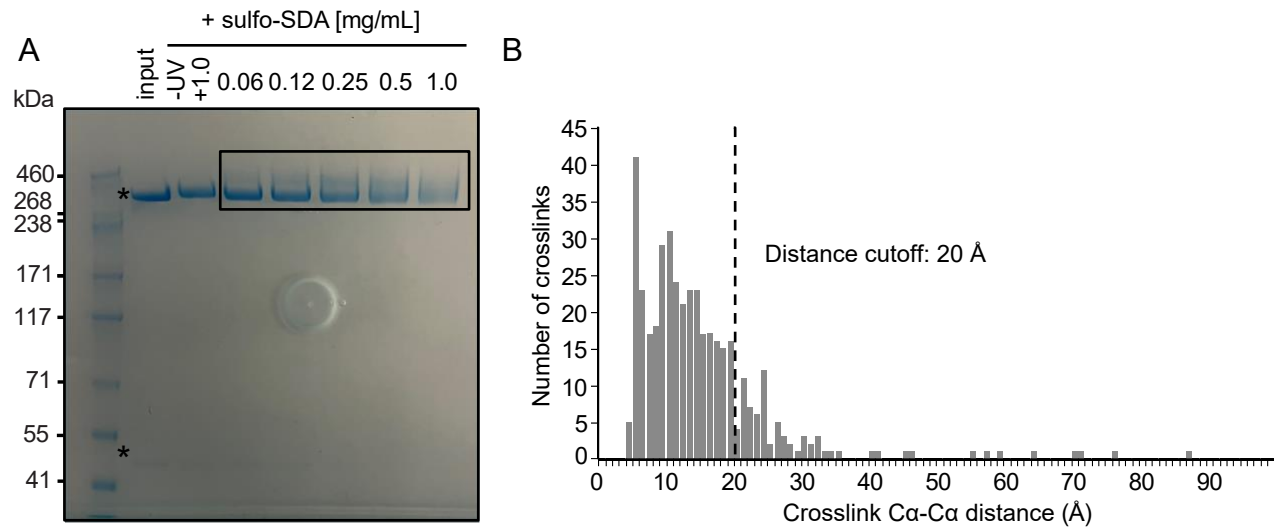 A
+ sulfo-SDA [mg/mL]
input
-UV
+1.0
0.06 0.12 0.25 0.5 1.0
kDa
460
268
238
171
117
71
55
41
*
*
B
Number of crosslinks
45
40
35
30
25
20
15
10
5
0
Distance cutoff: 20 Å
0 10 20 30 40 50 60 70 80 90
Crosslink Cα-Cα distance (Å)